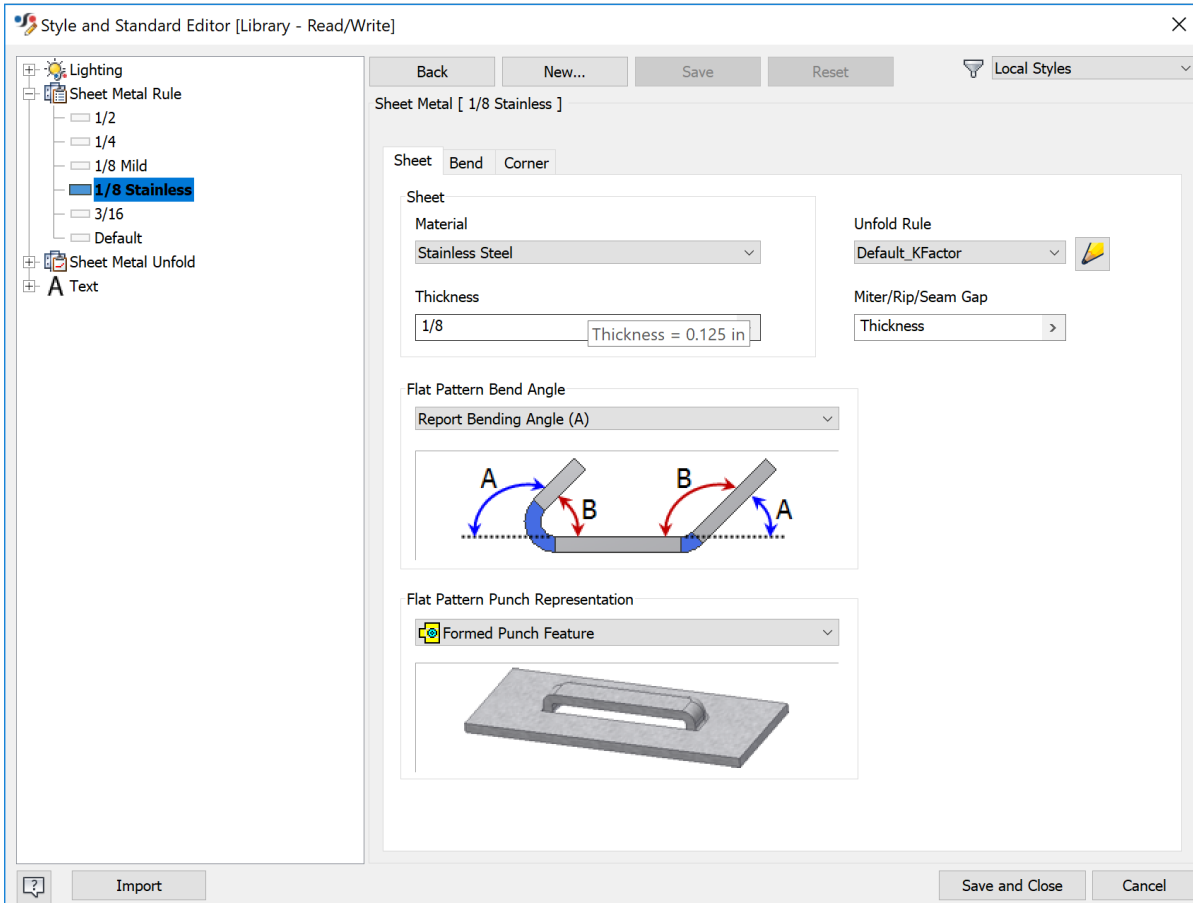 Style and Standard Editor [Library - Read/Write]
Lighting
Sheet Metal Rule
1/2
1/4
1/8 Mild
1/8 Stainless
3/16
Default
Sheet Metal Unfold
A Text
Back New... Save Reset Local Styles
Sheet Metal [ 1/8 Stainless ]
Sheet Bend Corner
Sheet
Material
Stainless Steel
Thickness
1/8
Thickness = 0.125 in
Unfold Rule
Default_KFactor
Miter/Rip/Seam Gap
Thickness
Flat Pattern Bend Angle
Report Bending Angle (A)
A B B A
Flat Pattern Punch Representation
Formed Punch Feature
? Import Save and Close Cancel